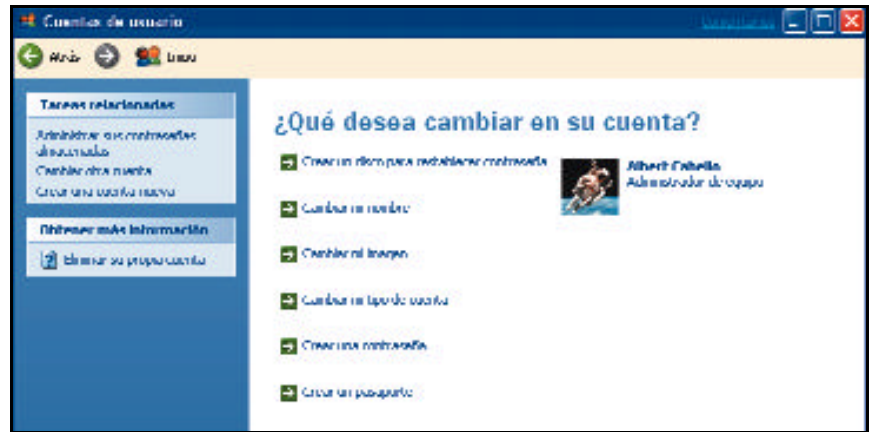 Cuentas de usuario
Atrás
Inicio
Tareas relacionadas
Administrar sus contraseñas
almacenadas
Cambiar otra cuenta
Crear una cuenta nueva
Obtener más información
Eliminar su propia cuenta
¿Qué desea cambiar en su cuenta?
Crear un disco para restablecer contraseña
Albert Cabello
Administrador de equipo
Cambiar mi nombre
Cambiar mi imagen
Cambiar mi tipo de cuenta
Crear una contraseña
Crear un pasaporte